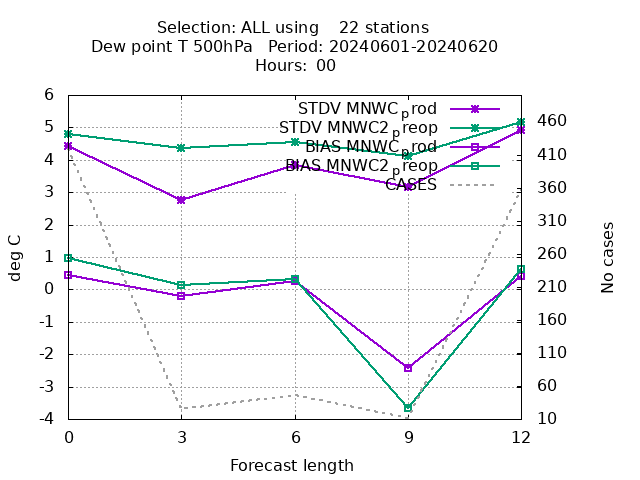 Selection: ALL using    22 stations
Dew point T 500hPa   Period: 20240601-20240620
Hours:  00
STDV MNWC_prod
STDV MNWC2_preop
BIAS MNWC_prod
BIAS MNWC2_preop
CASES
deg C
6
5
4
3
2
1
0
-1
-2
-3
-4
No cases
460
410
360
310
260
210
160
110
60
10
0 3 6 9 12
Forecast length